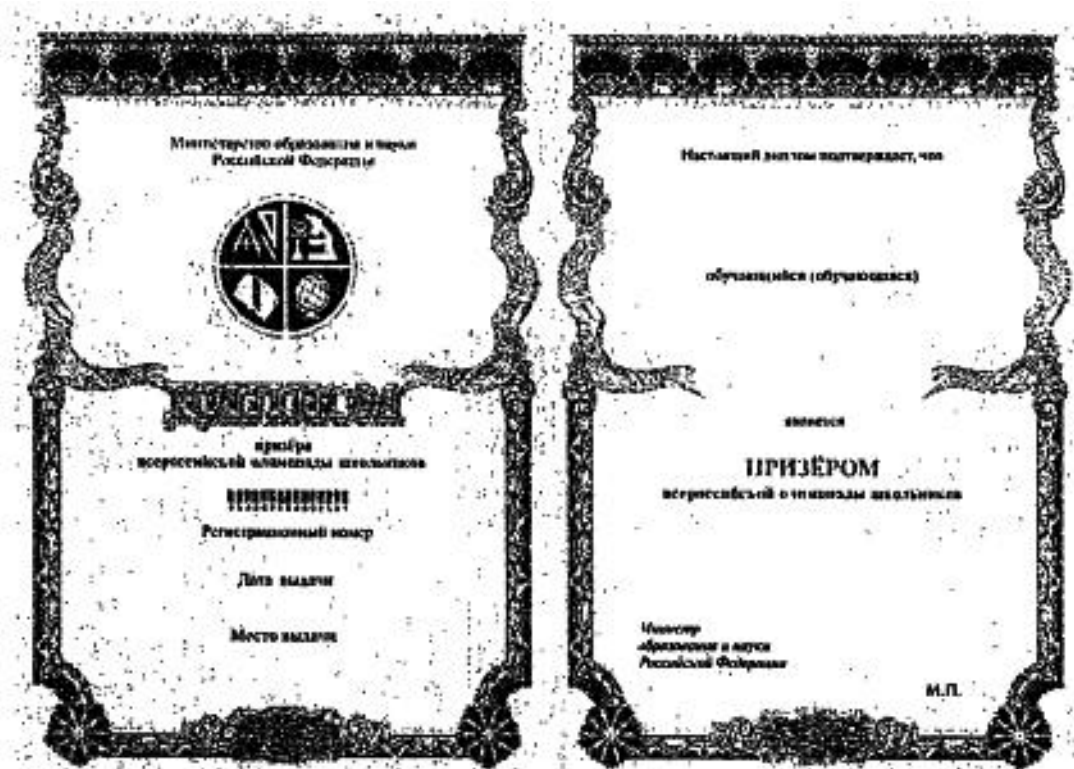 Министерство образования и науки
Российской Федерации
призёра
всероссийской олимпиады школьников
Регистрационный номер
Дата выдачи
Место выдачи
Настоящий диплом подтверждает, что
обучающийся (обучающаяся)
является
ПРИЗЁРОМ
всероссийской олимпиады школьников
Министр
образования и науки
Российской Федерации
М.П.